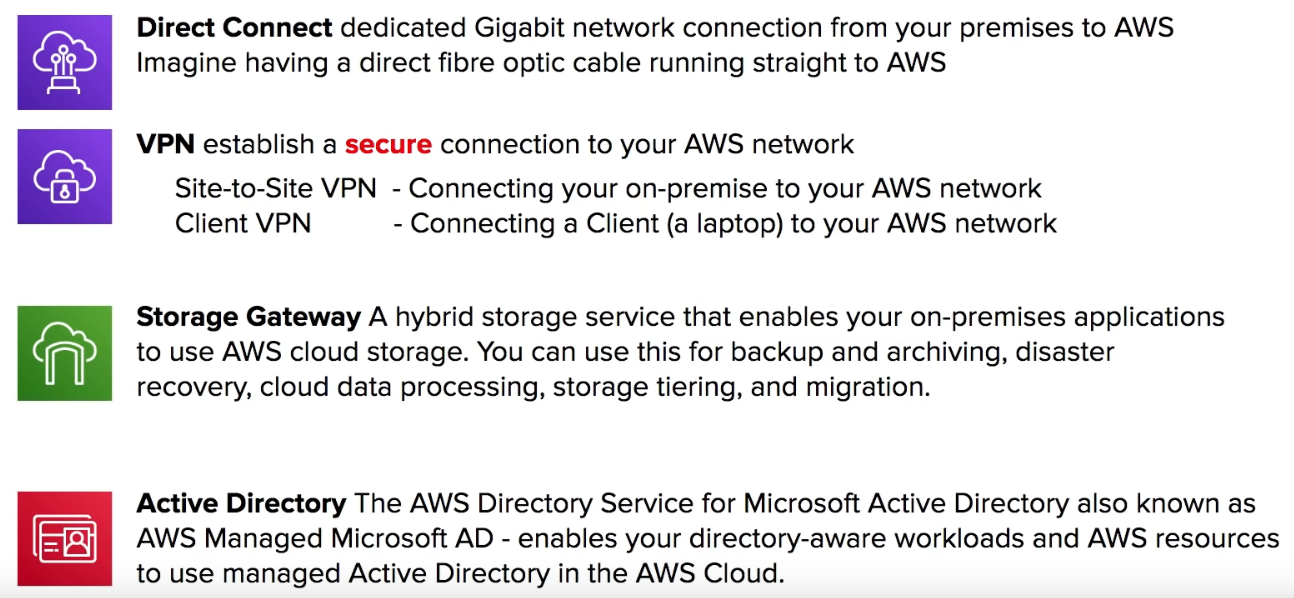 Direct Connect dedicated Gigabit network connection from your premises to AWS
Imagine having a direct fibre optic cable running straight to AWS
VPN establish a secure connection to your AWS network
Site-to-Site VPN - Connecting your on-premise to your AWS network
Client VPN - Connecting a Client (a laptop) to your AWS network
Storage Gateway A hybrid storage service that enables your on-premises applications
to use AWS cloud storage. You can use this for backup and archiving, disaster
recovery, cloud data processing, storage tiering, and migration.
Active Directory The AWS Directory Service for Microsoft Active Directory also known as
AWS Managed Microsoft AD - enables your directory-aware workloads and AWS resources
to use managed Active Directory in the AWS Cloud.